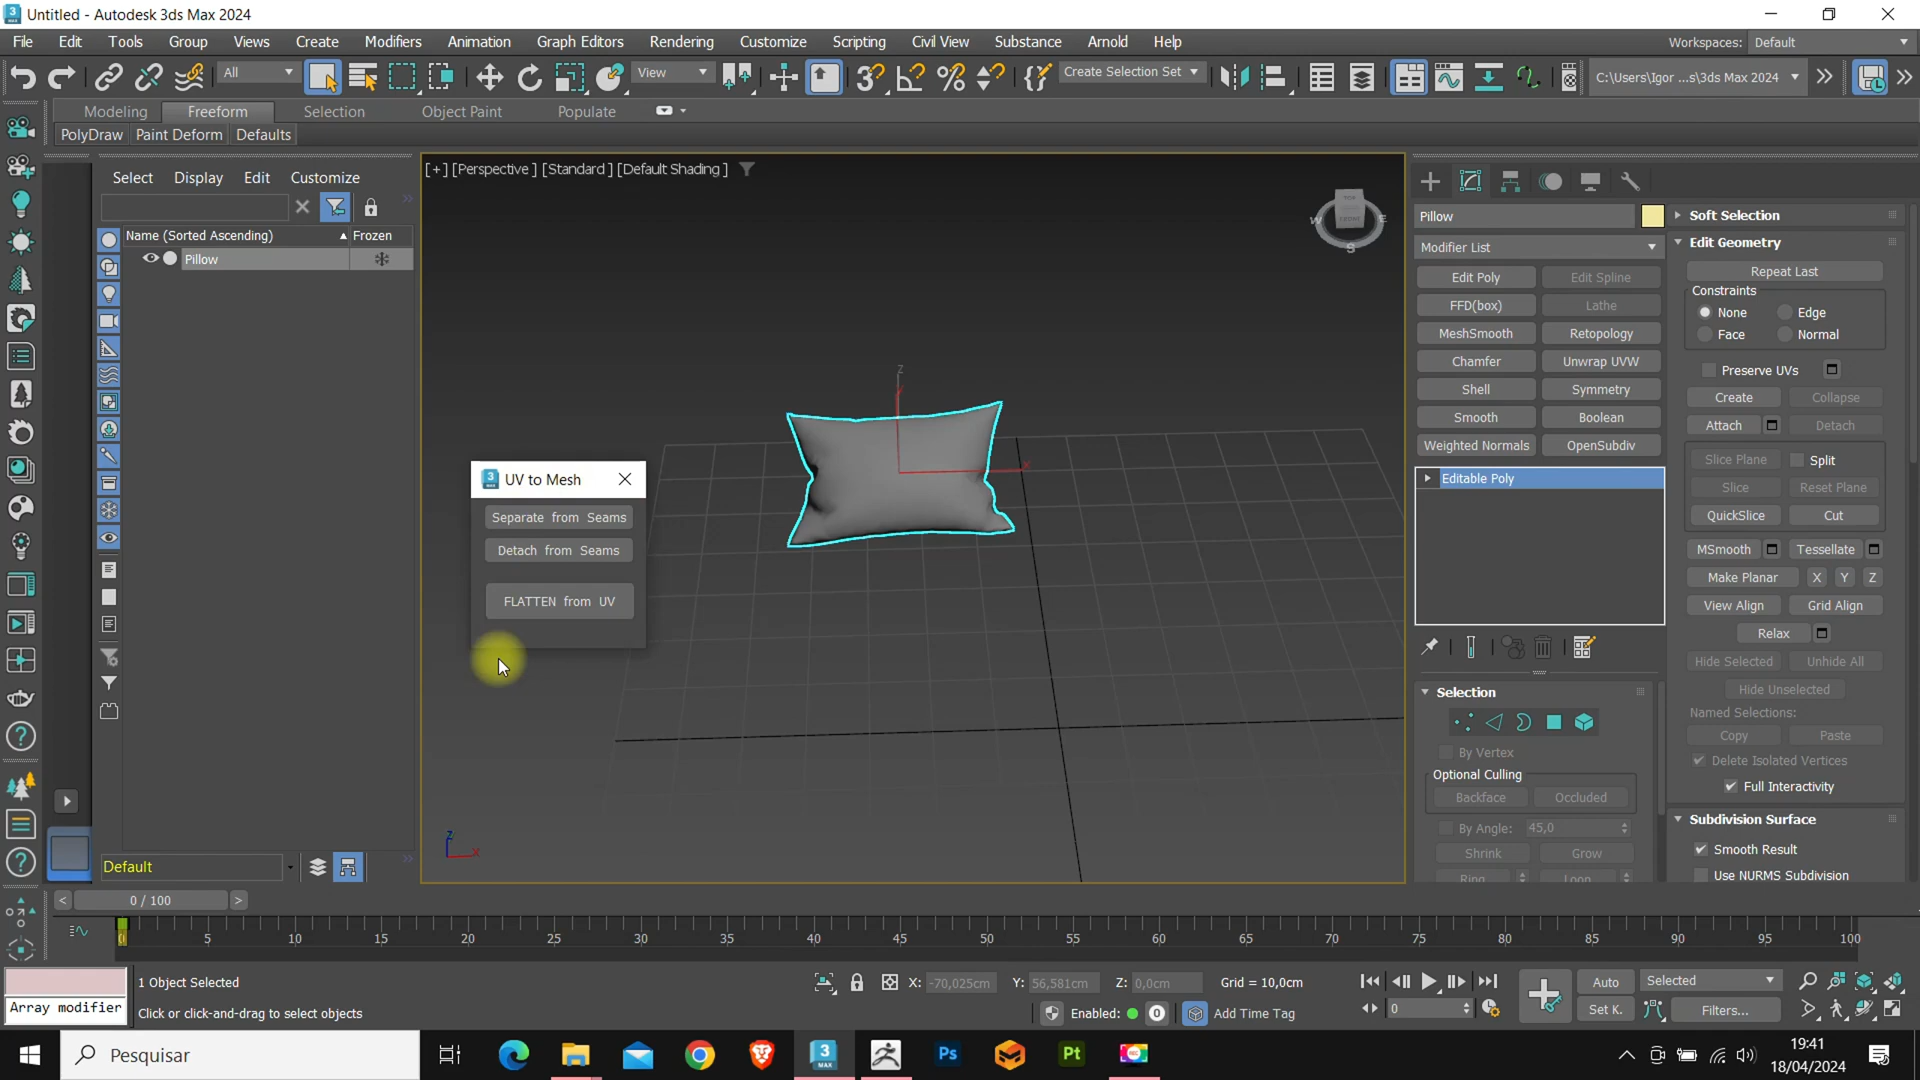 Untitled - Autodesk 3ds Max 2024
File Edit Tools Group Views Create Modifiers Animation Graph Editors Rendering Customize Scripting Civil View Substance Arnold Help
Workspaces: Default
All
View
Create Selection Set
C:\Users\Igor ...s\3ds Max 2024
Modeling Freeform Selection Object Paint Populate
PolyDraw Paint Deform Defaults
Select Display Edit Customize
Name (Sorted Ascending) Frozen
Pillow
Default
[+] [Perspective ] [Standard ] [Default Shading ]
UV to Mesh
Separate from Seams
Detach from Seams
FLATTEN from UV
Pillow
Modifier List
Edit Poly Edit Spline
FFD(box) Lathe
MeshSmooth Retopology
Chamfer Unwrap UVW
Shell Symmetry
Smooth Boolean
Weighted Normals OpenSubdiv
Editable Poly
Selection
By Vertex
Optional Culling
Backface Occluded
By Angle: 45,0
Shrink Grow
Ring Loop
Soft Selection
Edit Geometry
Repeat Last
Constraints
None Edge
Face Normal
Preserve UVs
Create Collapse
Attach Detach
Slice Plane Split
Slice Reset Plane
QuickSlice Cut
MSmooth Tessellate
Make Planar X Y Z
View Align Grid Align
Relax
Hide Selected Unhide All
Hide Unselected
Named Selections:
Copy Paste
Delete Isolated Vertices
Full Interactivity
Subdivision Surface
Smooth Result
Use NURMS Subdivision
0 / 100
0 5 10 15 20 25 30 35 40 45 50 55 60 65 70 75 80 85 90 95 100
Array modifier
1 Object Selected
Click or click-and-drag to select objects
X: -70,025cm Y: 56,581cm Z: 0,0cm Grid = 10,0cm
Enabled: 0 Add Time Tag
0
Auto Selected
Set K. Filters...
Pesquisar
19:41
18/04/2024